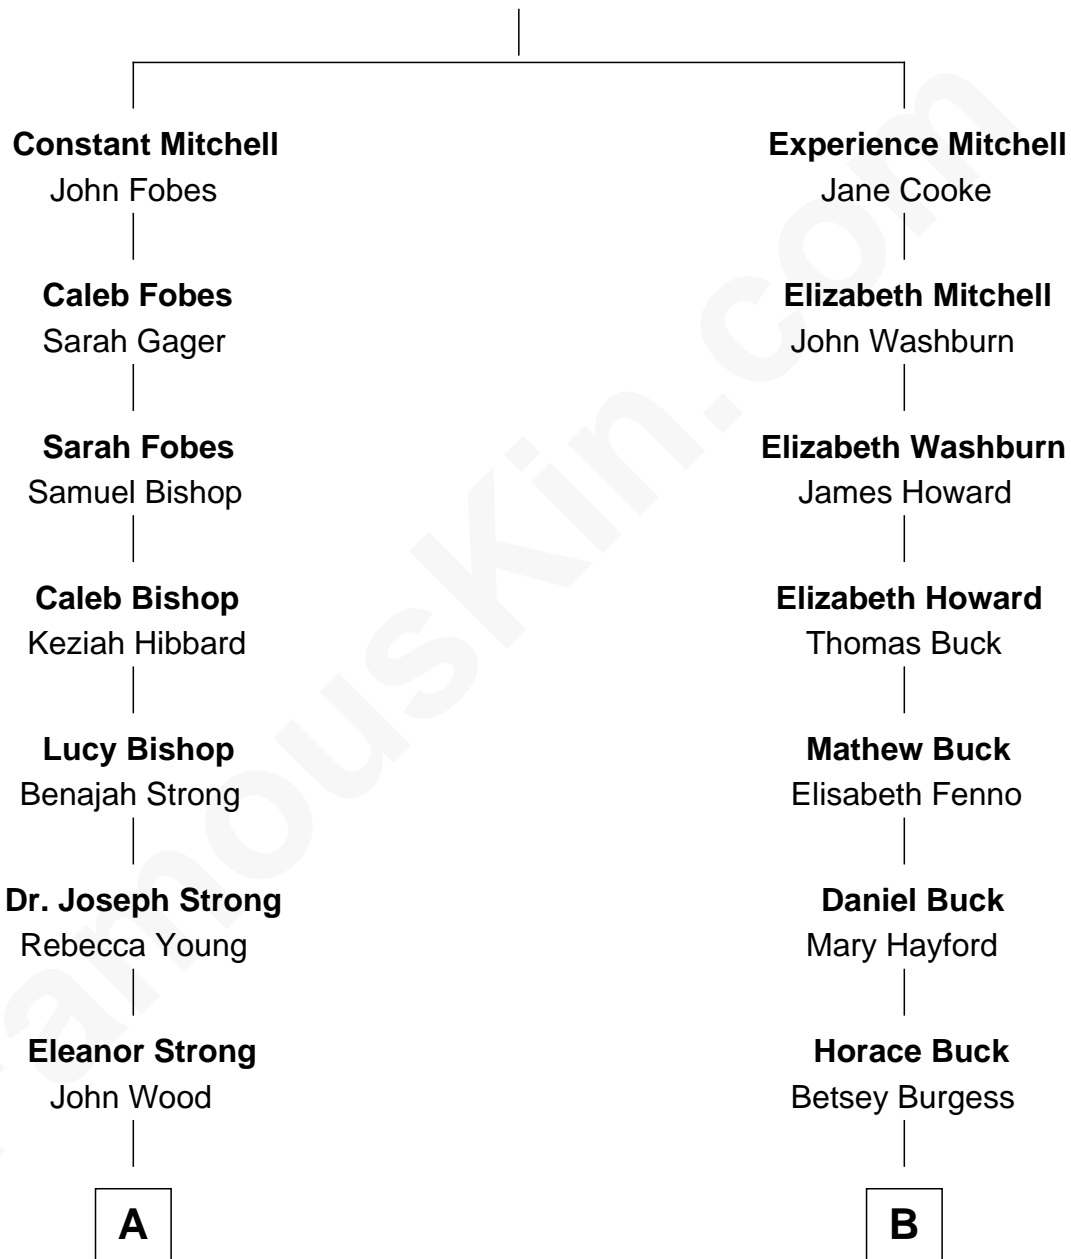 Constant Mitchell
John Fobes
Caleb Fobes
Sarah Gager
Sarah Fobes
Samuel Bishop
Caleb Bishop
Keziah Hibbard
Lucy Bishop
Benajah Strong
Dr. Joseph Strong
Rebecca Young
Eleanor Strong
John Wood
A
Experience Mitchell
Jane Cooke
Elizabeth Mitchell
John Washburn
Elizabeth Washburn
James Howard
Elizabeth Howard
Thomas Buck
Mathew Buck
Elisabeth Fenno
Daniel Buck
Mary Hayford
Horace Buck
Betsey Burgess
B
FamousKin.com